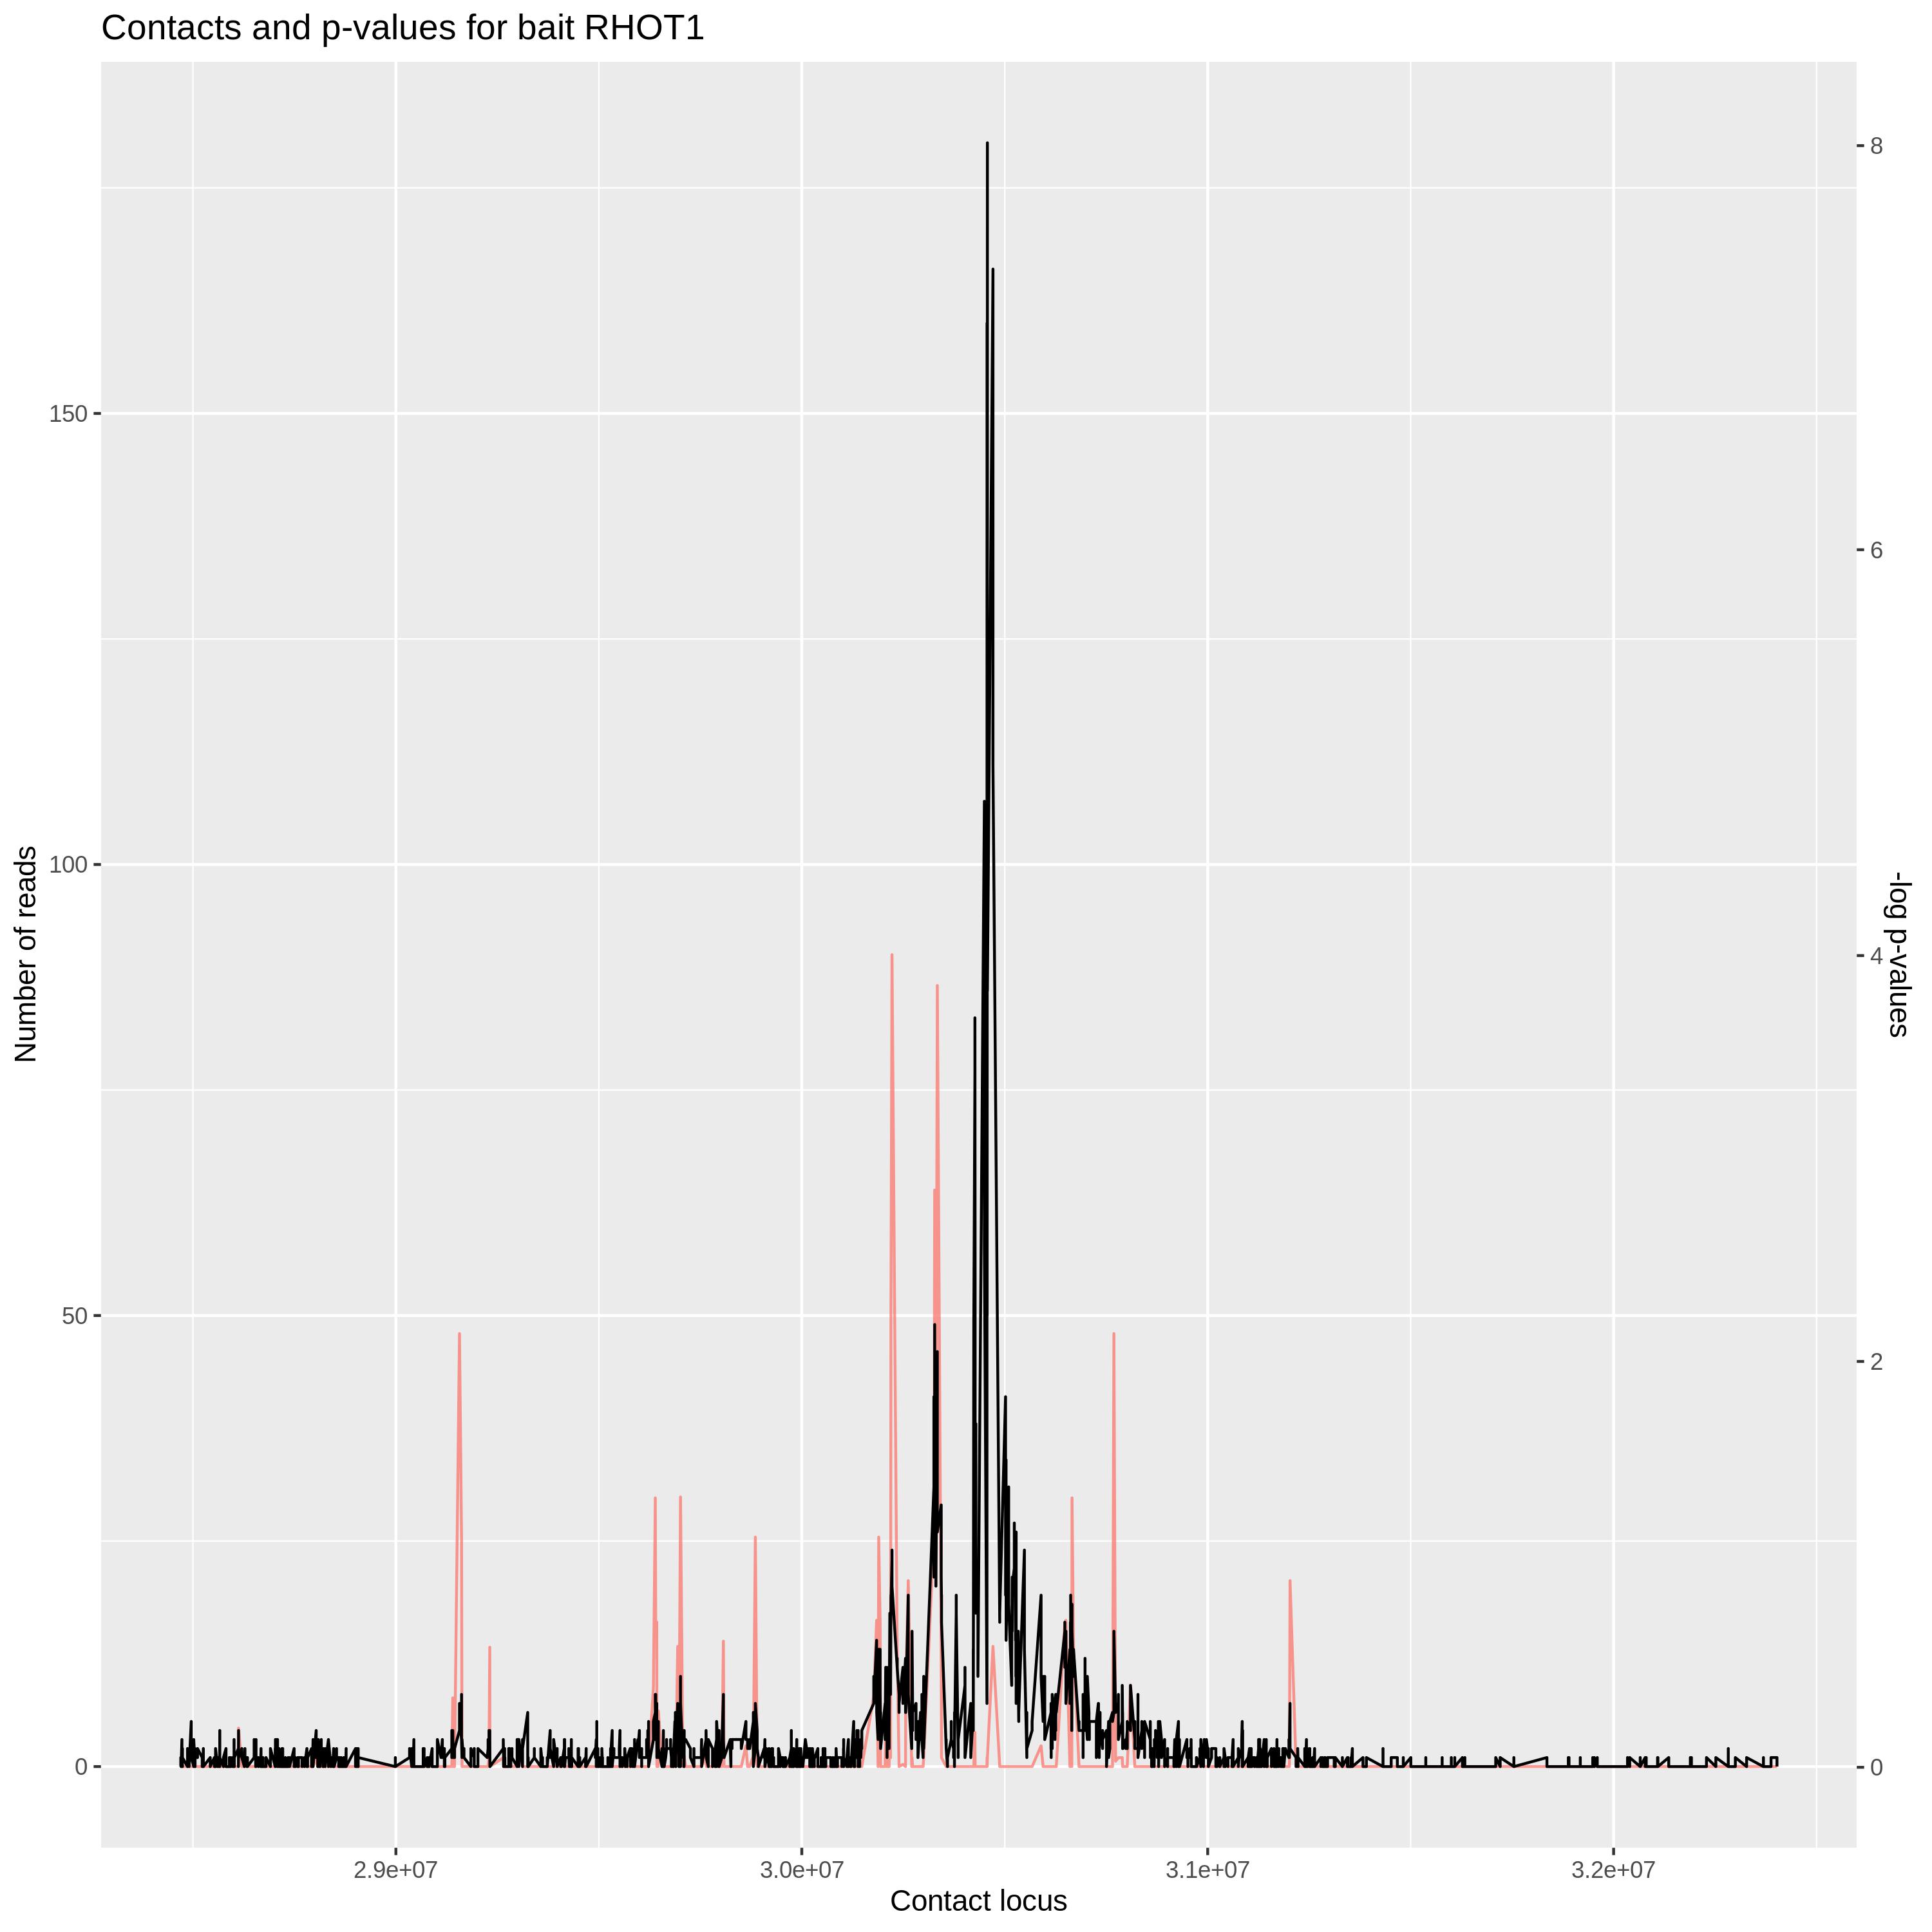 Contacts and p-values for bait RHOT1
Number of reads
150
100
50
0
8
6
4
2
0
-log p-values
2.9e+07
3.0e+07
3.1e+07
3.2e+07
Contact locus